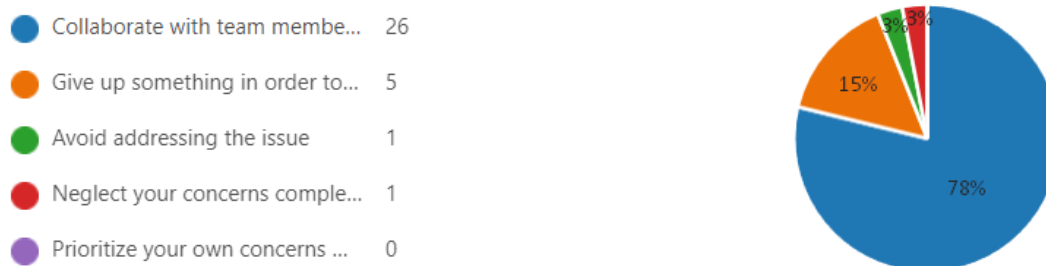 Collaborate with team membe... 26
Give up something in order to... 5
Avoid addressing the issue 1
Neglect your concerns comple... 1
Prioritize your own concerns ... 0
3%
3%
15%
78%